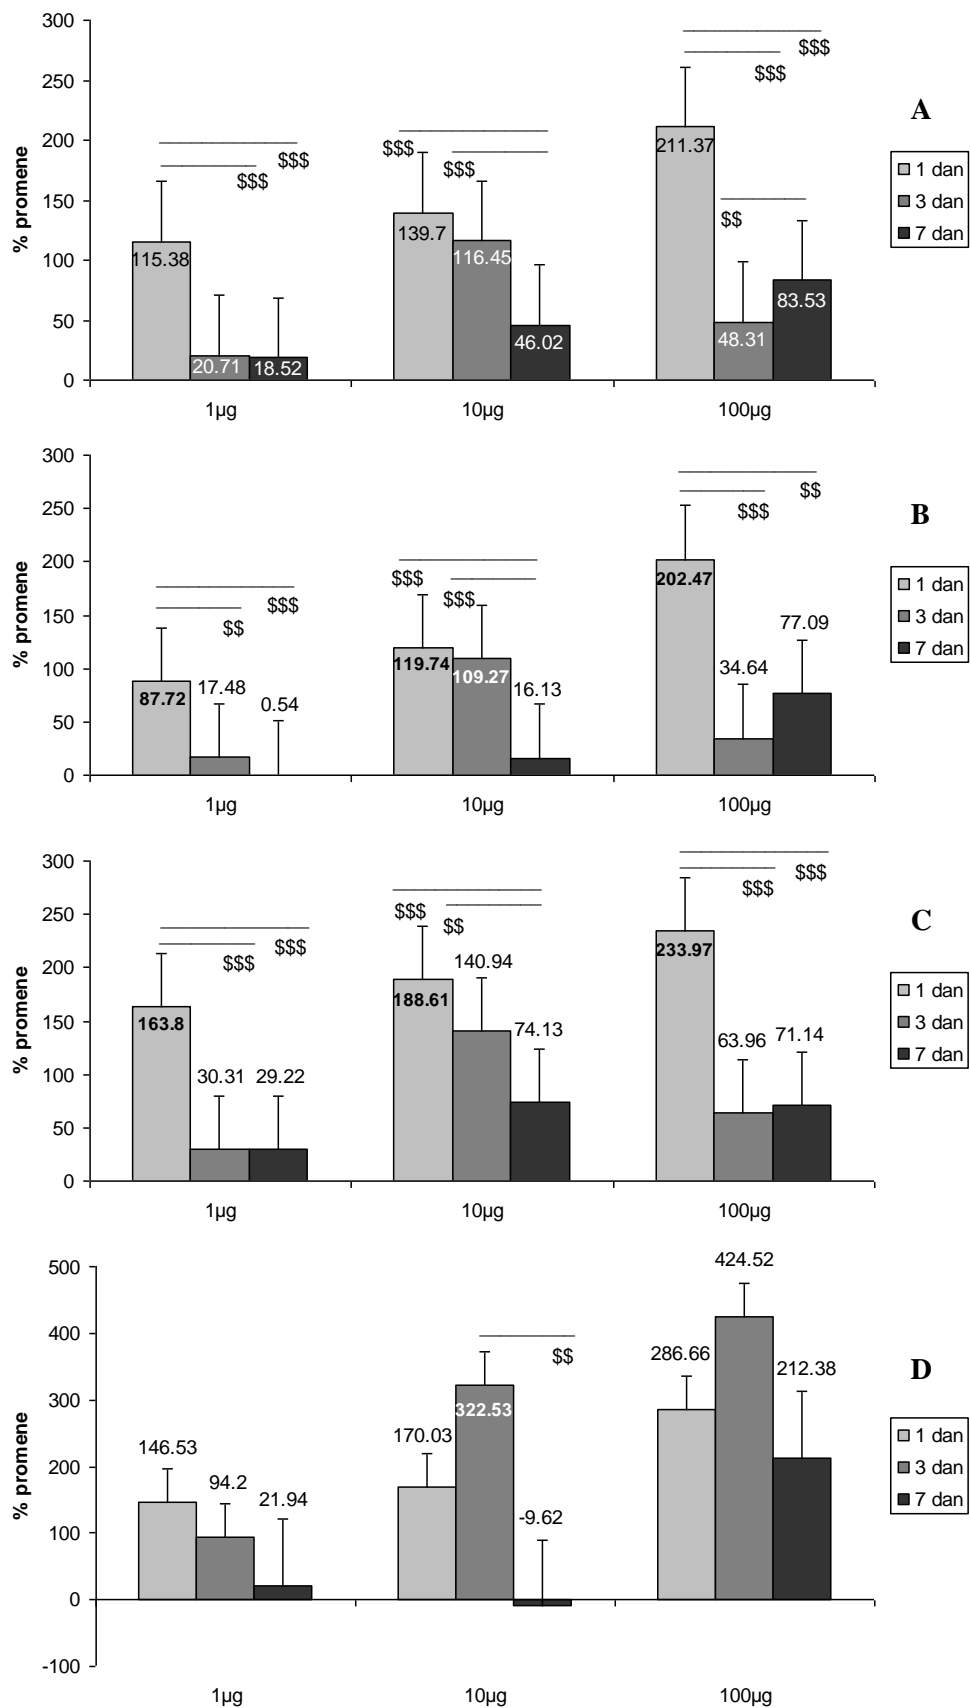 300
250
200
150
100
50
0
% promene
$$$
$$$
$$$
$$$
$$$
$$$
$$
115.38
20.71
18.52
139.7
116.45
46.02
211.37
48.31
83.53
1µg
10µg
100µg
A
1 dan
3 dan
7 dan
300
250
200
150
100
50
0
% promene
$$
$$$
$$$
$$$
$$$
$$
87.72
17.48
0.54
119.74
109.27
16.13
202.47
34.64
77.09
1µg
10µg
100µg
B
1 dan
3 dan
7 dan
300
250
200
150
100
50
0
% promene
$$$
$$$
$$$
$$
$$$
$$$
163.8
30.31
29.22
188.61
140.94
74.13
233.97
63.96
71.14
1µg
10µg
100µg
C
1 dan
3 dan
7 dan
500
400
300
200
100
0
-100
% promene
$$
146.53
94.2
21.94
170.03
322.53
-9.62
286.66
424.52
212.38
1µg
10µg
100µg
D
1 dan
3 dan
7 dan